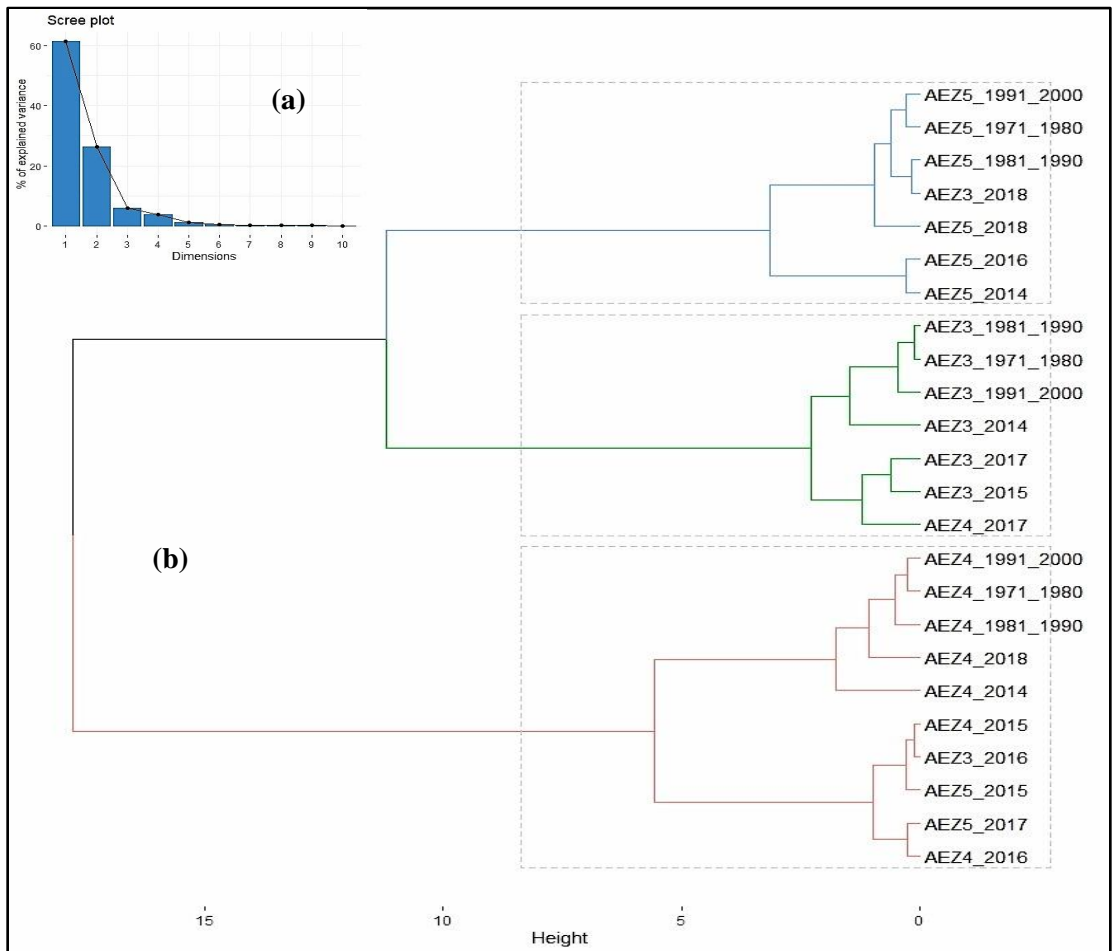 Scree plot
% of explained variance
60
40
20
0
1 2 3 4 5 6 7 8 9 10
Dimensions
(a)
AEZ5_1991_2000
AEZ5_1971_1980
AEZ5_1981_1990
AEZ3_2018
AEZ5_2018
AEZ5_2016
AEZ5_2014
AEZ3_1981_1990
AEZ3_1971_1980
AEZ3_1991_2000
AEZ3_2014
AEZ3_2017
AEZ3_2015
AEZ4_2017
(b)
AEZ4_1991_2000
AEZ4_1971_1980
AEZ4_1981_1990
AEZ4_2018
AEZ4_2014
AEZ4_2015
AEZ3_2016
AEZ5_2015
AEZ5_2017
AEZ4_2016
15 10 5 0
Height